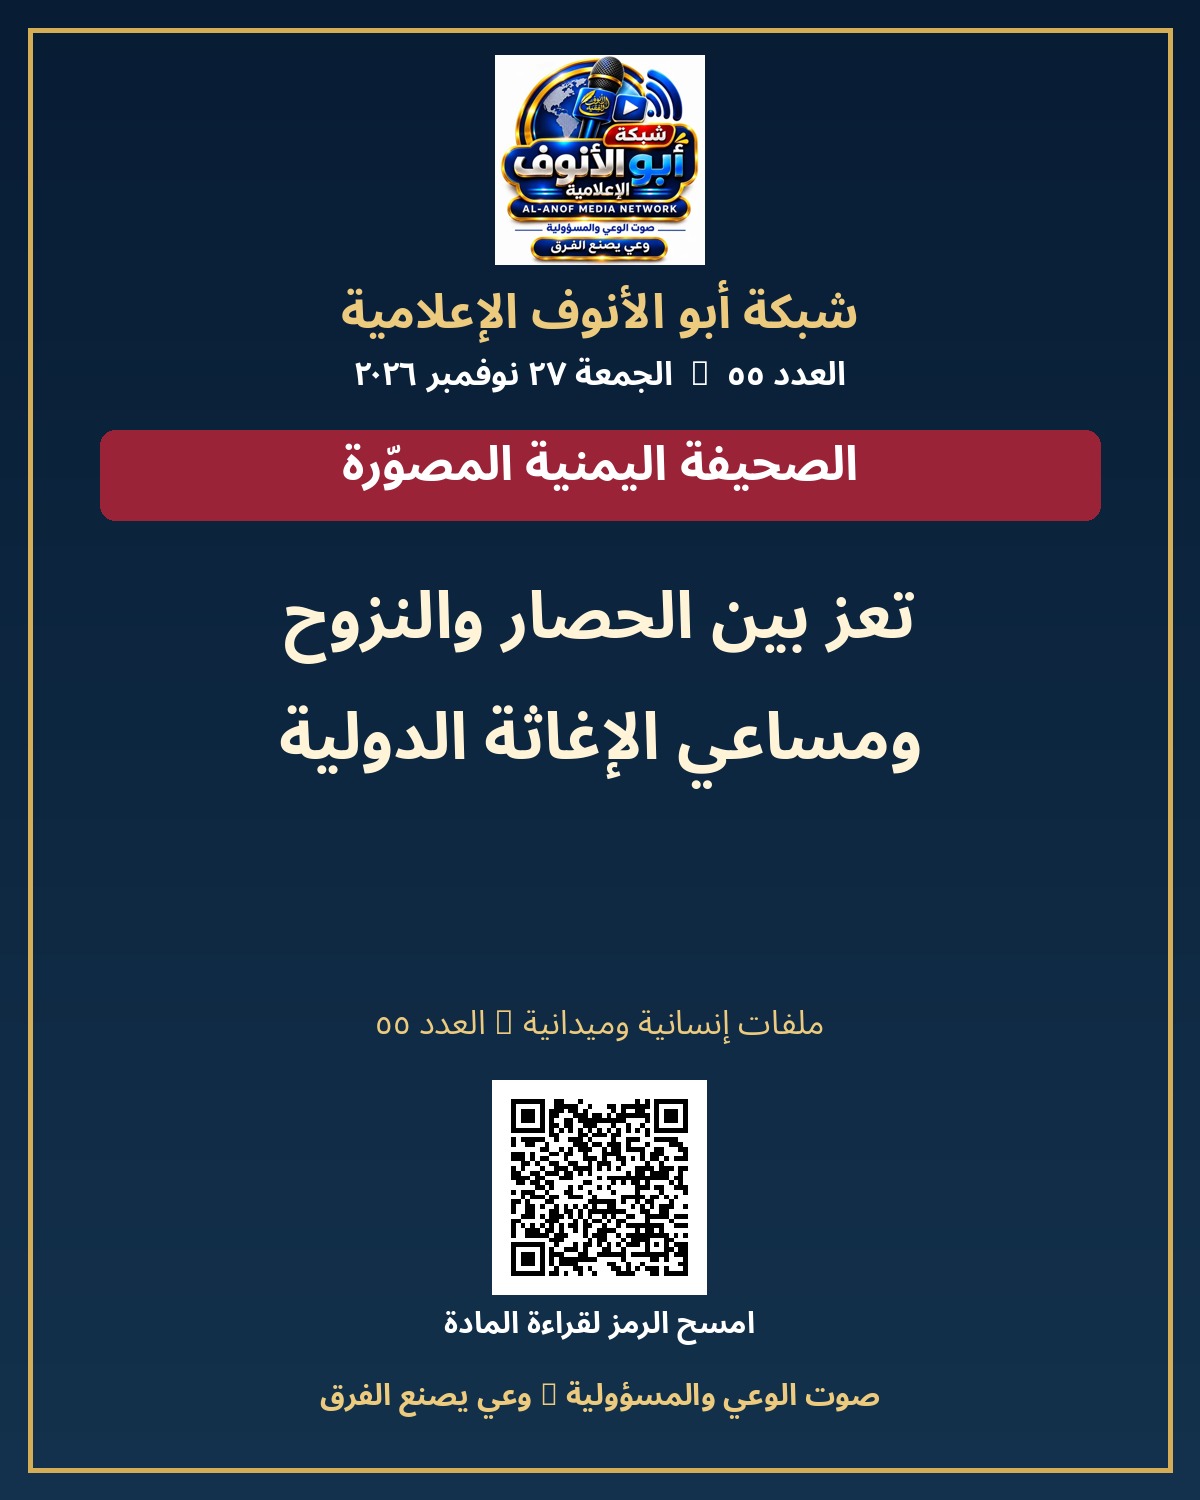 شبكة
أبو الأنوف
الإعلامية
AL-ANOF MEDIA NETWORK
صوت الوعي والمسؤولية
وعي يصنع الفرق
شبكة أبو الأنوف الإعلامية
العدد ٥٥ ▯ الجمعة ٢٧ نوفمبر ٢٠٢٦
الصحيفة اليمنية المصوّرة
تعز بين الحصار والنزوح
ومساعي الإغاثة الدولية
ملفات إنسانية وميدانية ▯ العدد ٥٥
امسح الرمز لقراءة المادة
صوت الوعي والمسؤولية ▯ وعي يصنع الفرق